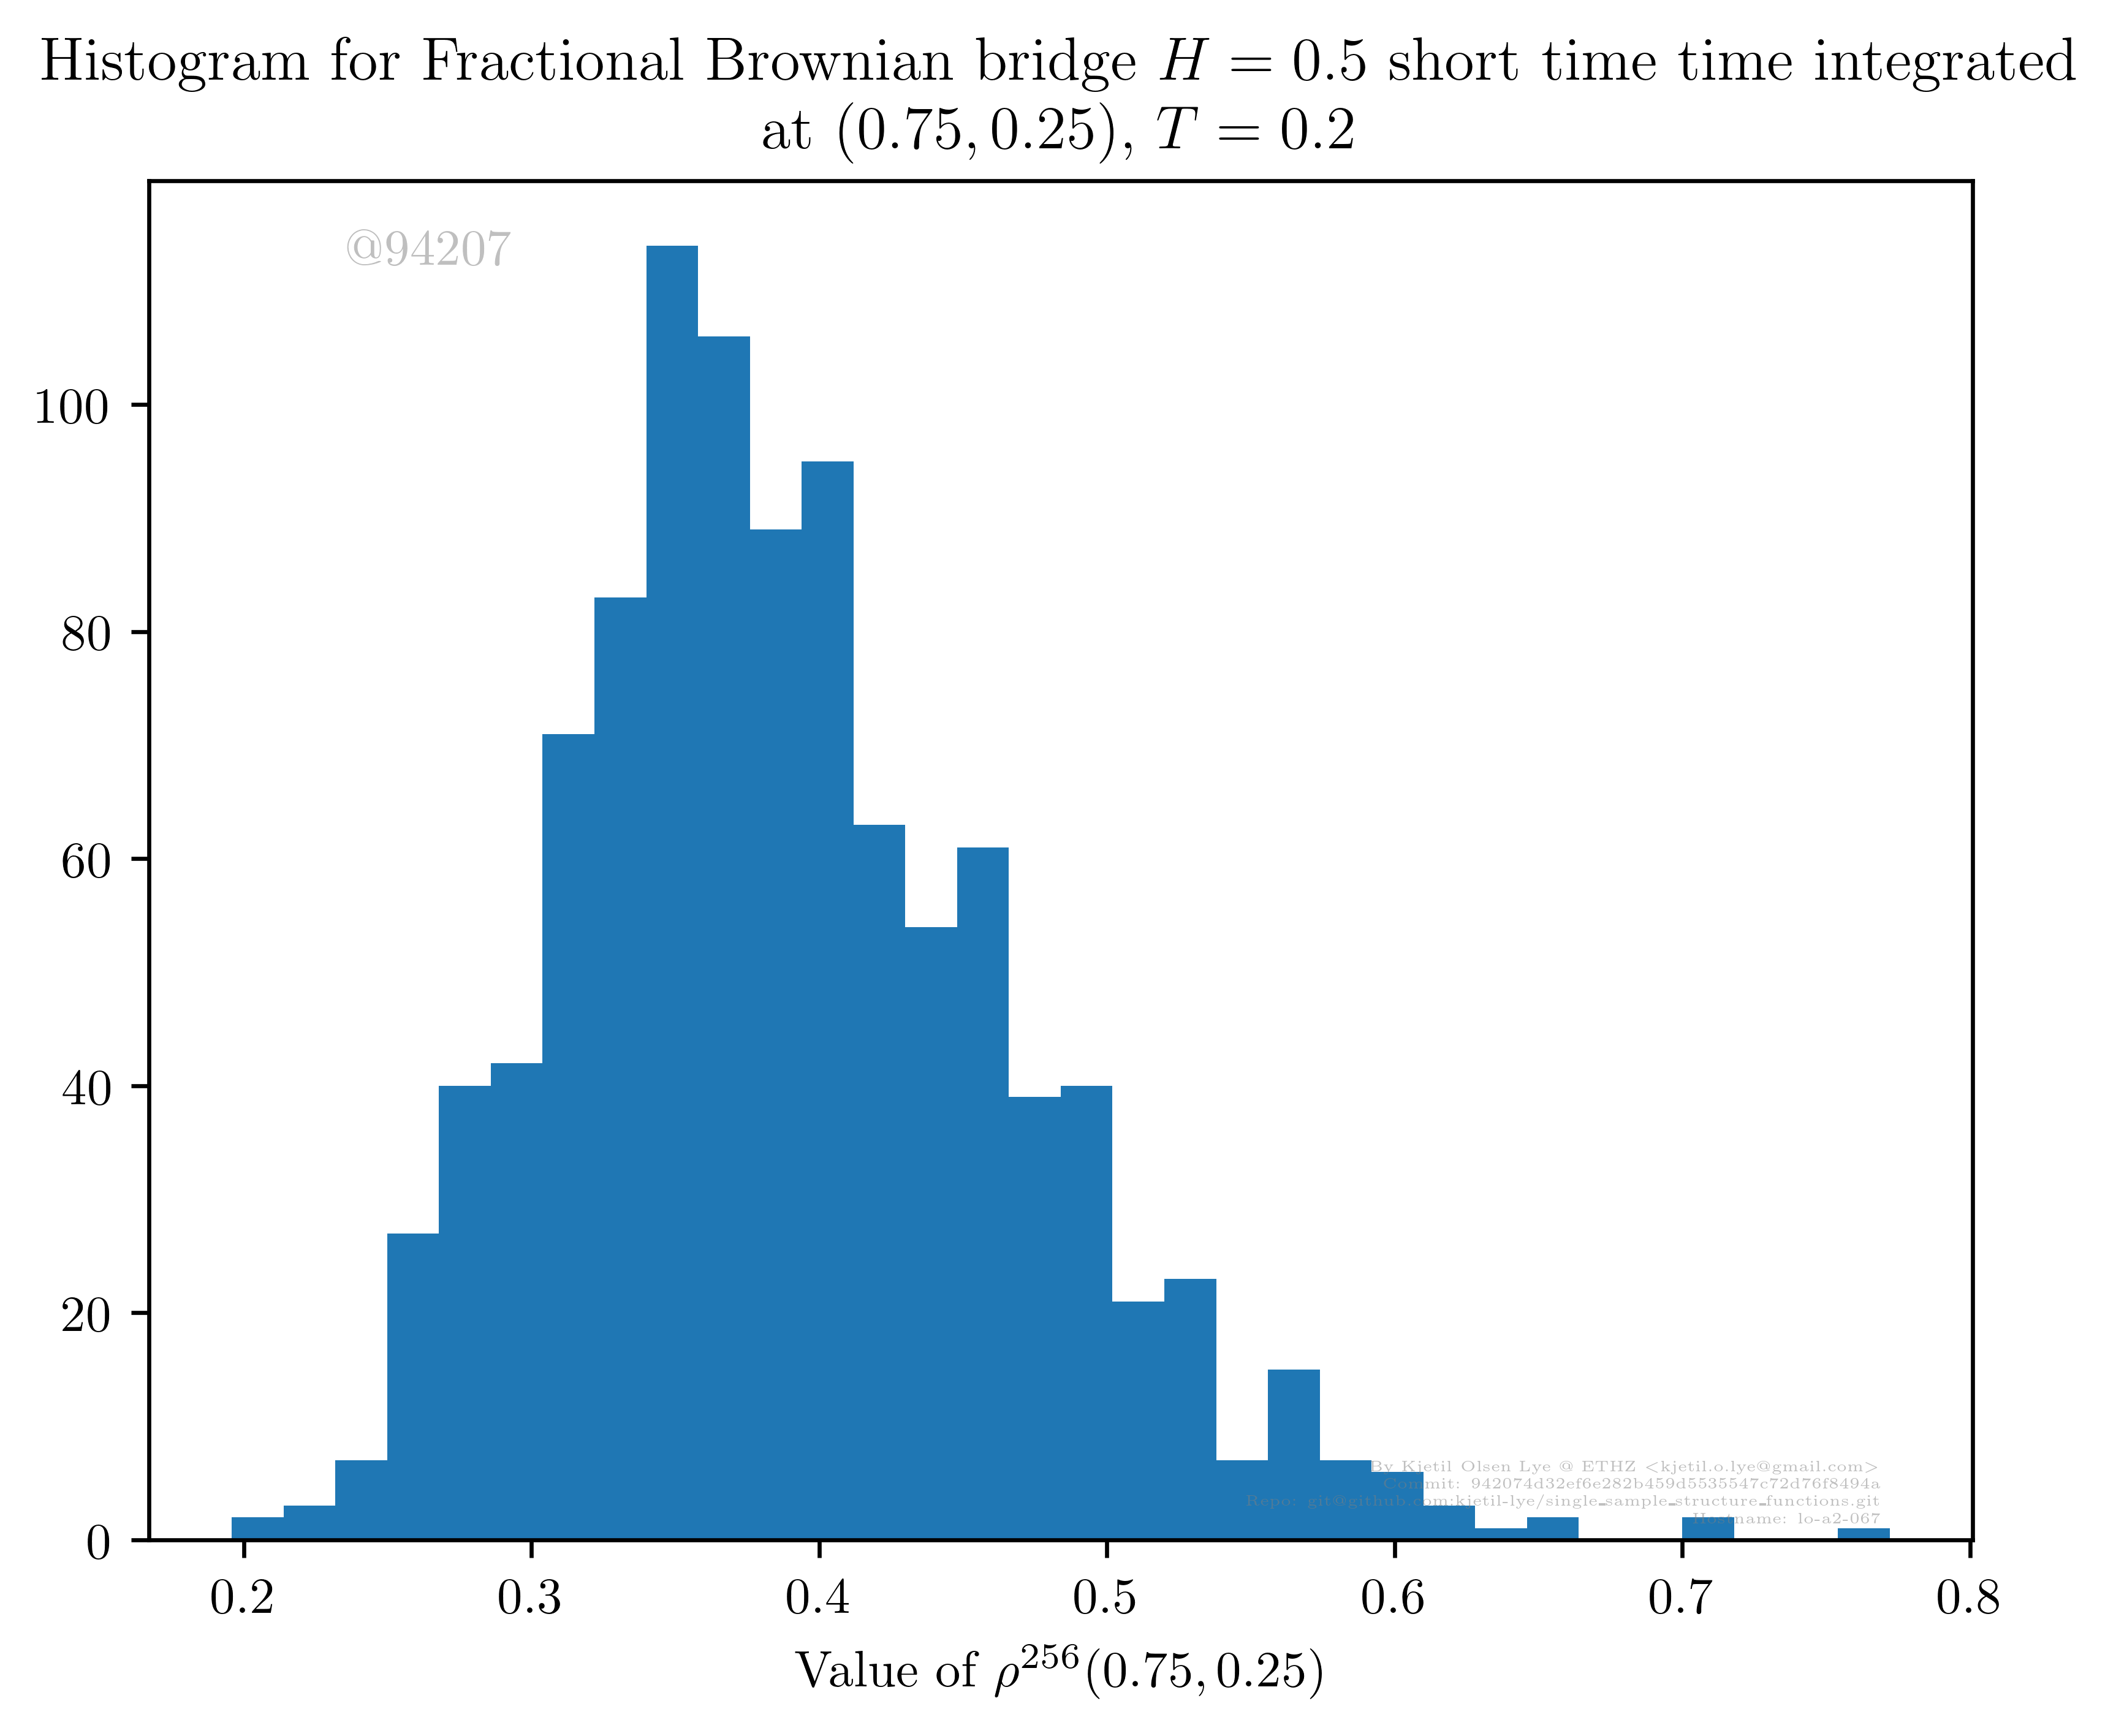 Histogram for Fractional Brownian bridge H = 0.5 short time time integrated
at (0.75, 0.25), T = 0.2
@94207
100
80
60
40
20
0
By Kjetil Olsen Lye @ ETHZ <kjetil.o.lye@gmail.com>
Commit: 942074d32ef6e282b459d5535547c72d76f8494a
Repo: git@github.com:kjetil-lye/single_sample_structure_functions.git
Hostname: lo-a2-067
0.2 0.3 0.4 0.5 0.6 0.7 0.8
Value of ρ²⁵⁶(0.75, 0.25)